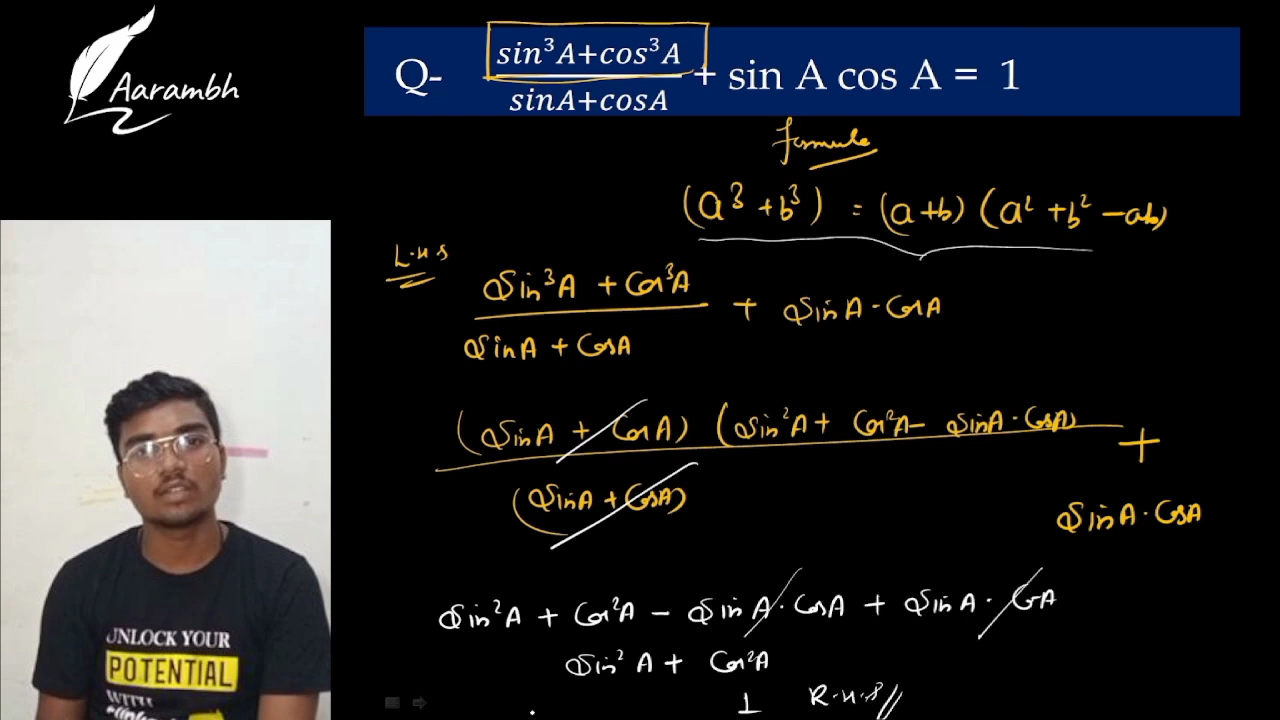 Aarambh
Q- sin³A+cos³A / sinA+cosA + sin A cos A = 1
formula
(a³ + b³) = (a+b) (a² + b² - ab)
L.H.S
Sin³A + Cos³A / SinA + CosA + SinA · CosA
(SinA + CosA) (Sin²A + Cos²A - SinA · CosA) / (SinA + CosA) +
SinA · CosA
Sin²A + Cos²A - SinA · CosA + SinA · CosA
Sin²A + Cos²A
1 R.H.S
UNLOCK YOUR
POTENTIAL
WITH